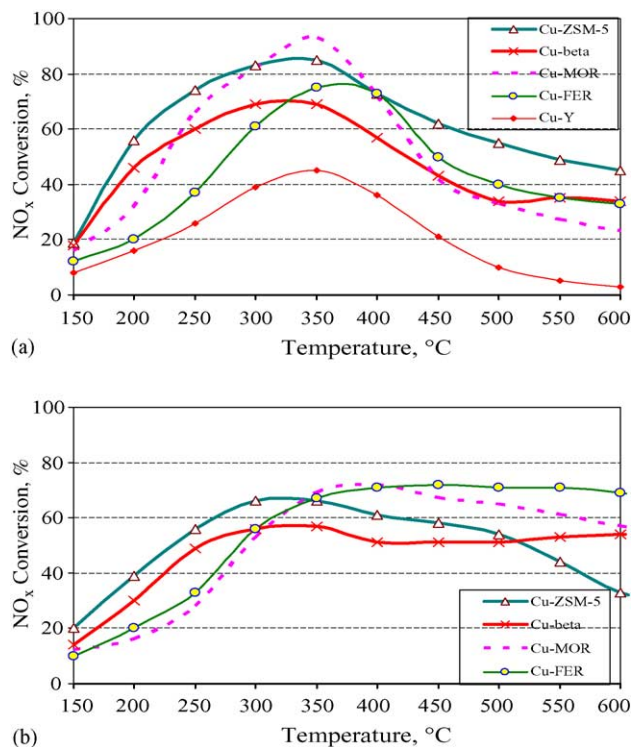 100
80
60
40
20
0
NOx Conversion, %
Cu-ZSM-5
Cu-beta
Cu-MOR
Cu-FER
Cu-Y
150 200 250 300 350 400 450 500 550 600
Temperature, °C
(a)
100
80
60
40
20
0
NOx Conversion, %
Cu-ZSM-5
Cu-beta
Cu-MOR
Cu-FER
150 200 250 300 350 400 450 500 550 600
Temperature, °C
(b)